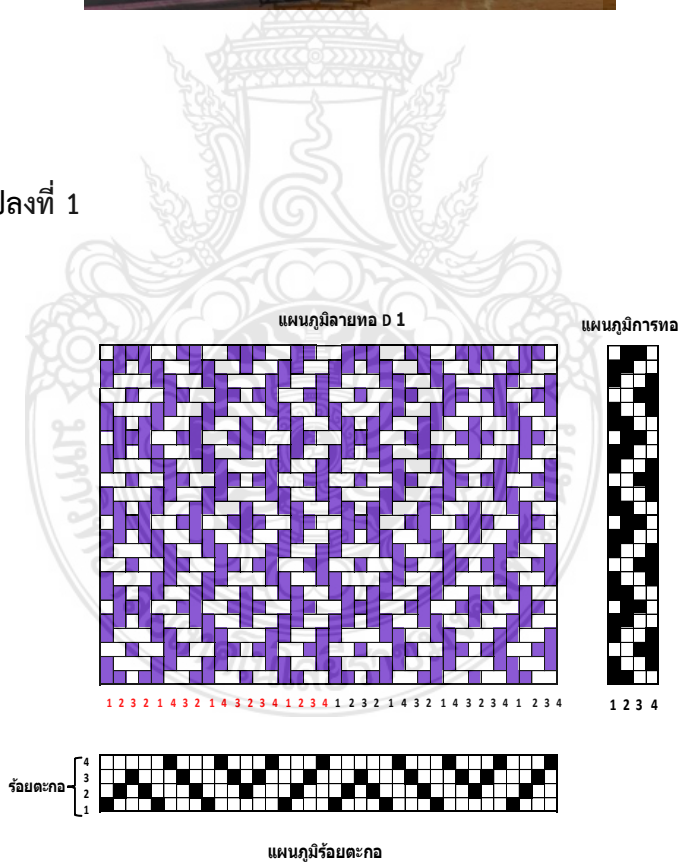 ปลงที่ 1
แผนภูมิลายทอ D 1
แผนภูมิการทอ
1 2 3 2 1 4 3 2 1 4 3 2 3 4 1 2 3 4 1 2 3 2 1 4 3 2 1 4 3 2 3 4 1 2 3 4
1 2 3 4
4
3
ร้อยตะกอ
2
1
แผนภูมิร้อยตะกอ